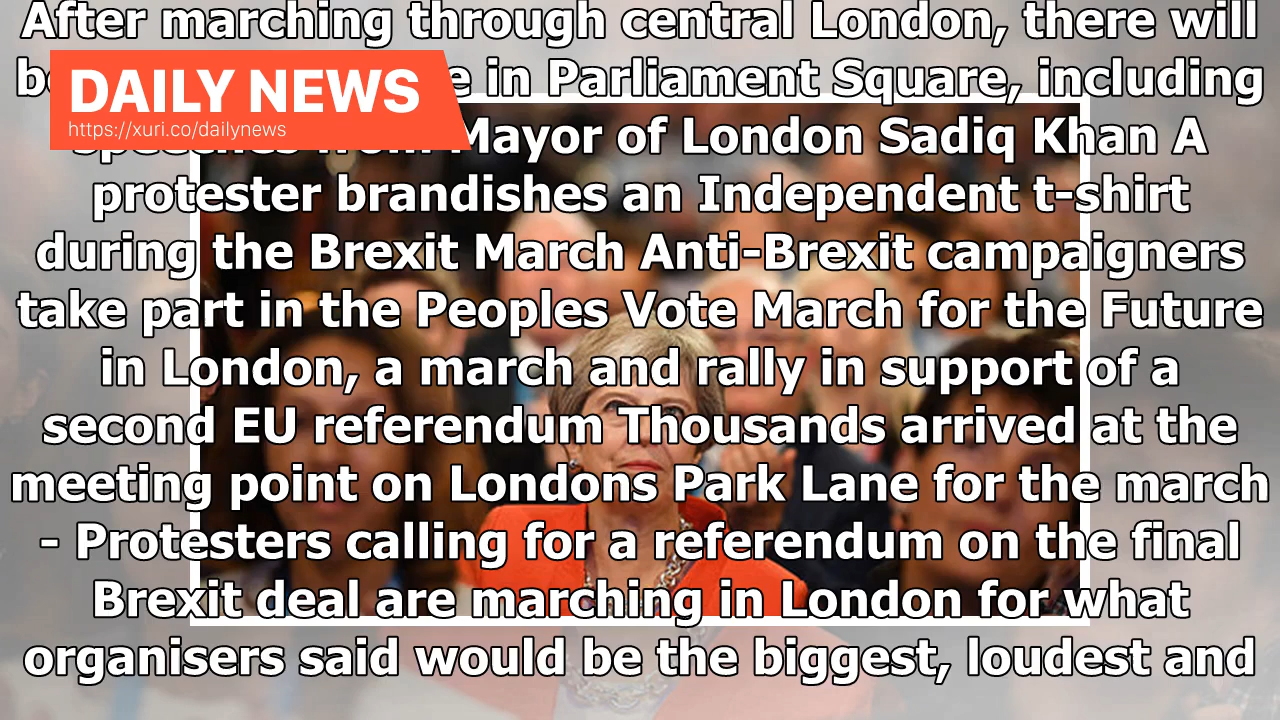 After marching through central London, there will
DAILY NEWS
https://xuri.co/dailynews
in Parliament Square, including
Mayor of London Sadiq Khan A
protester brandishes an Independent t-shirt
during the Brexit March Anti-Brexit campaigners
take part in the Peoples Vote March for the Future
in London, a march and rally in support of a
second EU referendum Thousands arrived at the
meeting point on Londons Park Lane for the march
- Protesters calling for a referendum on the final
Brexit deal are marching in London for what
organisers said would be the biggest, loudest and